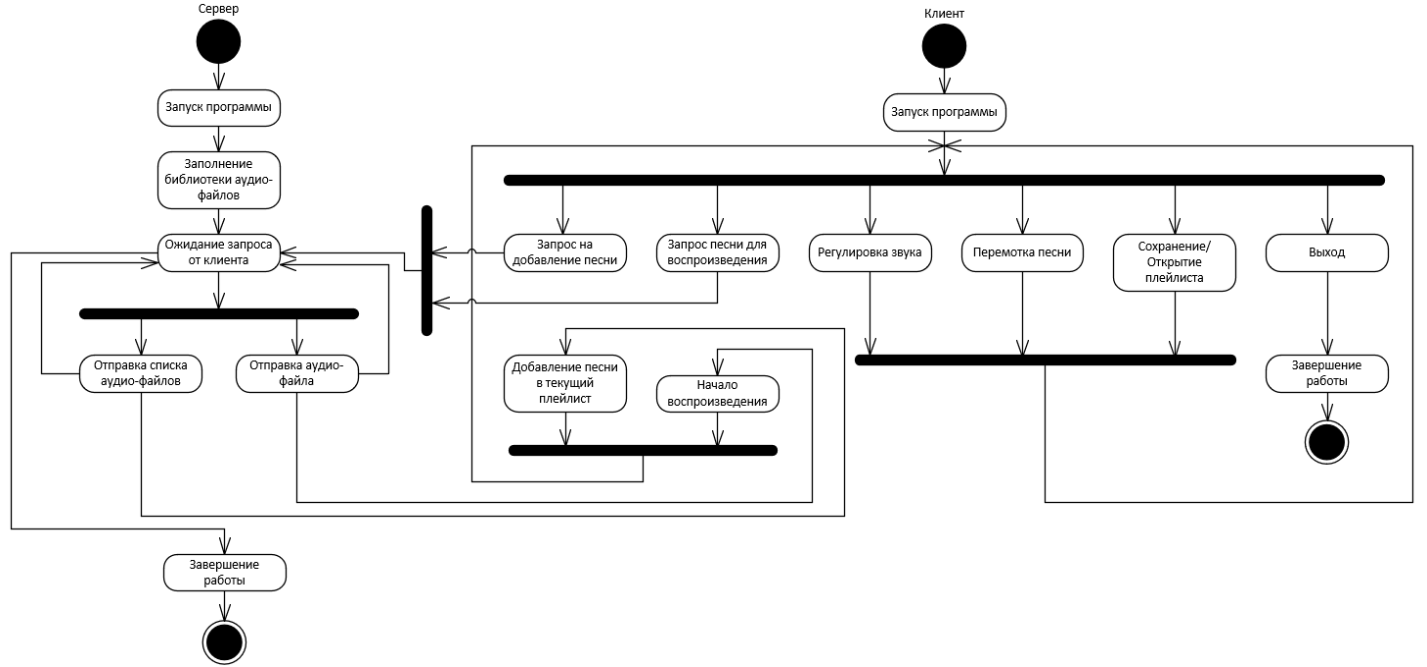 Сервер
Клиент
Запуск программы
Запуск программы
Заполнение
библиотеки аудио-
файлов
Ожидание запроса
от клиента
Запрос на
добавление песни
Запрос песни для
воспроизведения
Регулировка звука
Перемотка песни
Сохранение/
Открытие
плейлиста
Выход
Отправка списка
аудио-файлов
Отправка аудио-
файла
Добавление песни
в текущий
плейлист
Начало
воспроизведения
Завершение
работы
Завершение
работы